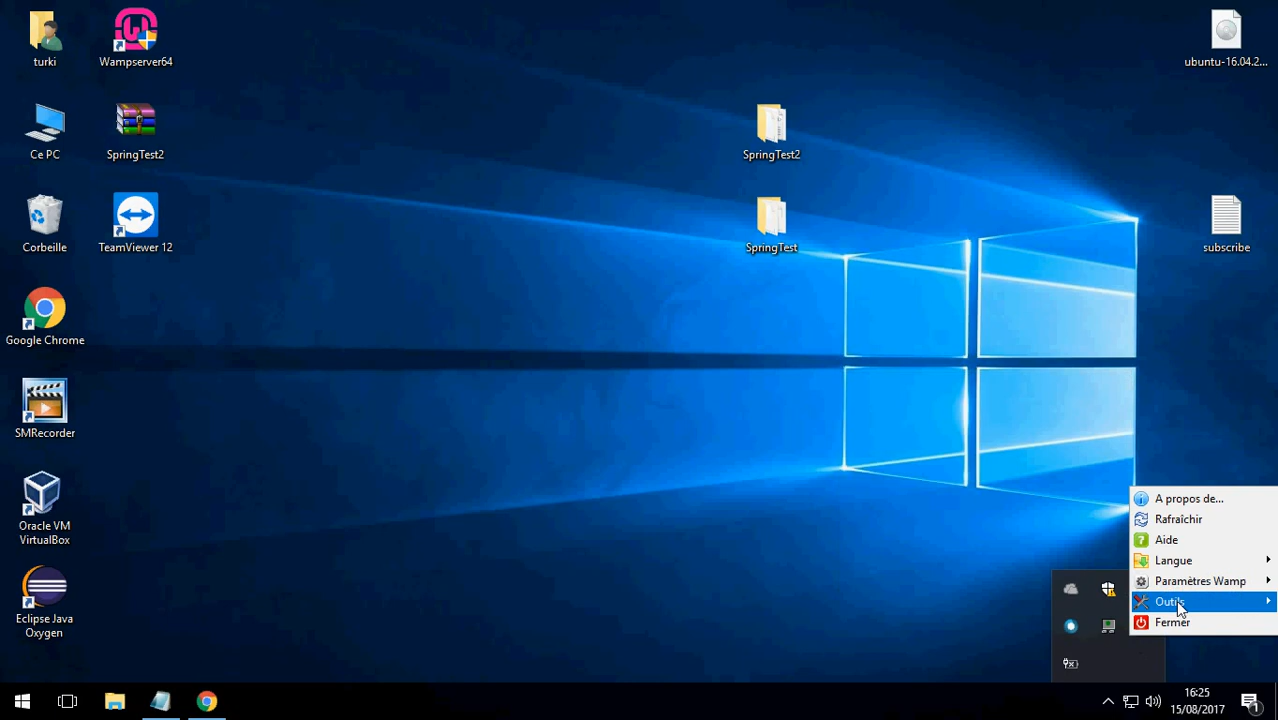 turki
Wampserver64
ubuntu-16.04.2...
Ce PC
SpringTest2
SpringTest2
Corbeille
TeamViewer 12
SpringTest
subscribe
Google Chrome
SMRecorder
Oracle VM
VirtualBox
Eclipse Java
Oxygen
A propos de...
Rafraîchir
Aide
Langue
Paramètres Wamp
Outils
Fermer
16:25
15/08/2017
1